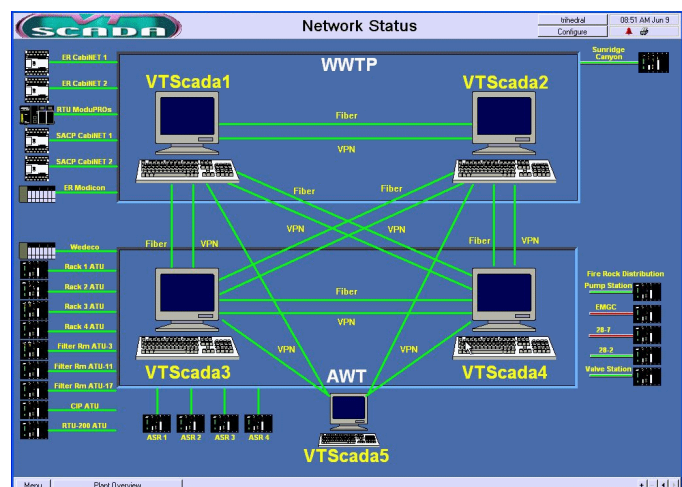 VT
SCADA
Network Status
trihedral
08:51 AM Jun 9
Configure
ER CabiNET 1
ER CabiNET 2
RTU ModuPROs
SACP CabiNET 1
SACP CabiNET 2
ER Modicon
WWTP
VTScada1
VTScada2
Sunridge
Canyon
Fiber
VPN
Fiber
Fiber
VPN
VPN
Fiber
VPN
Fiber
VPN
Wedeco
Rack 1 ATU
Rack 2 ATU
Rack 3 ATU
Rack 4 ATU
Filter Rm ATU-3
Filter Rm ATU-11
Filter Rm ATU-17
CIP ATU
RTU-200 ATU
Fiber
VPN
VPN
VPN
VTScada3
AWT
VTScada4
VTScada5
ASR 1
ASR 2
ASR 3
ASR 4
Fire Rock Distribution
Pump Station
EMGC
28-7
28-2
Valve Station
Menu
Plant Overview